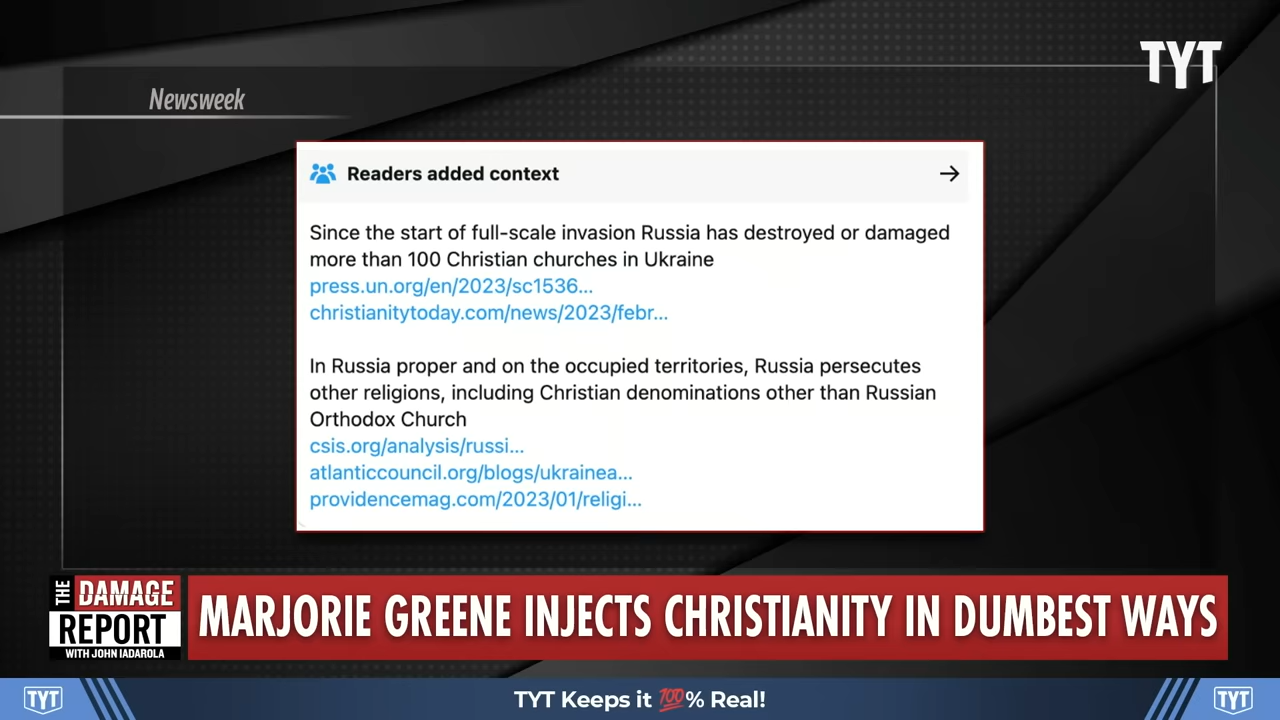 TYT
Newsweek
Readers added context
Since the start of full-scale invasion Russia has destroyed or damaged
more than 100 Christian churches in Ukraine
press.un.org/en/2023/sc1536...
christianitytoday.com/news/2023/febr...
In Russia proper and on the occupied territories, Russia persecutes
other religions, including Christian denominations other than Russian
Orthodox Church
csis.org/analysis/russi...
atlanticcouncil.org/blogs/ukrainea...
providencemag.com/2023/01/religi...
THE DAMAGE
REPORT
WITH JOHN IADAROLA
MARJORIE GREENE INJECTS CHRISTIANITY IN DUMBEST WAYS
TYT
TYT Keeps it 💯% Real!
TYT